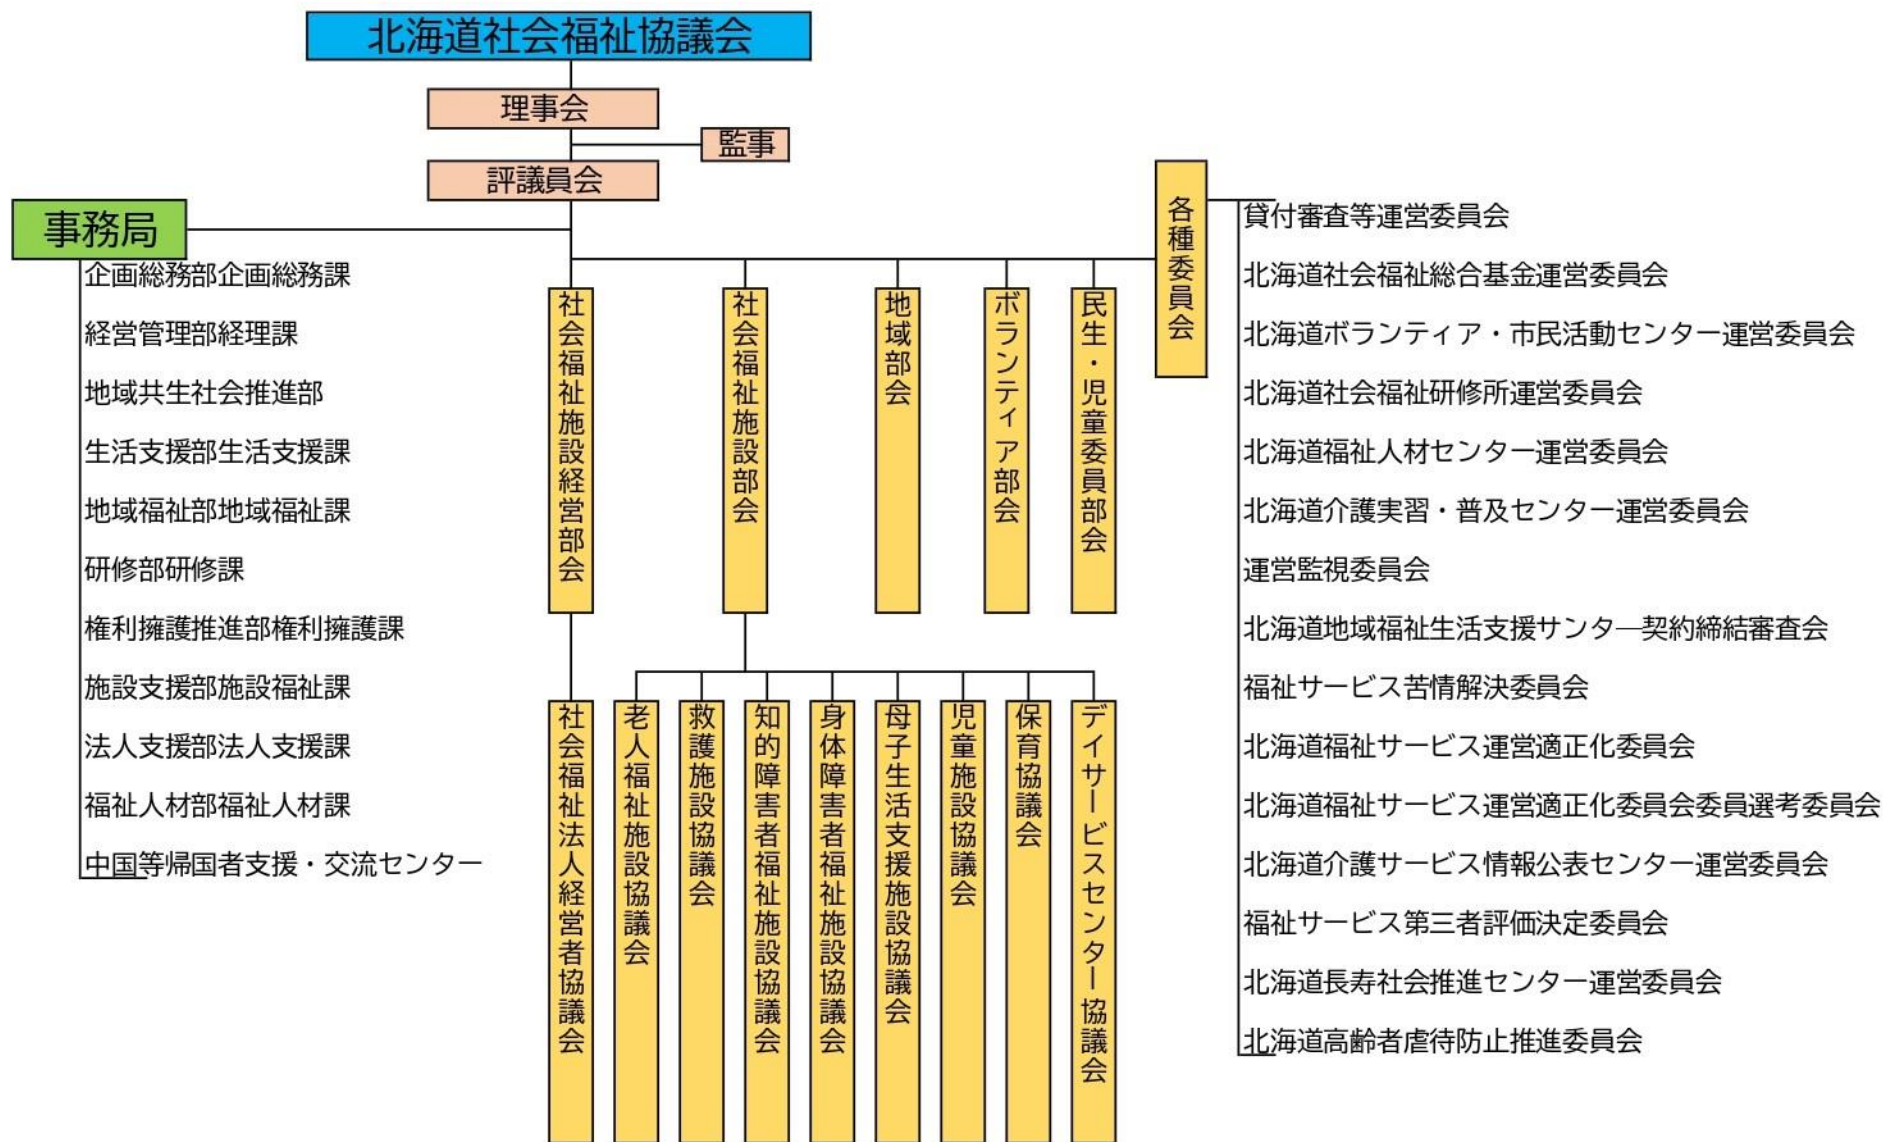 北海道社会福祉協議会
理事会
監事
評議員会
事務局
企画総務部企画総務課
経営管理部経理課
地域共生社会推進部
生活支援部生活支援課
地域福祉部地域福祉課
研修部研修課
権利擁護推進部権利擁護課
施設支援部施設福祉課
法人支援部法人支援課
福祉人材部福祉人材課
中国等帰国者支援・交流センター
社会福祉施設経営部会
社会福祉施設部会
地域部会
ボランティア部会
民生・児童委員部会
各種委員会
社会福祉法人経営者協議会
老人福祉施設協議会
救護施設協議会
知的障害者福祉施設協議会
身体障害者福祉施設協議会
母子生活支援施設協議会
児童施設協議会
保育協議会
デイサービスセンター協議会
貸付審査等運営委員会
北海道社会福祉総合基金運営委員会
北海道ボランティア・市民活動センター運営委員会
北海道社会福祉研修所運営委員会
北海道福祉人材センター運営委員会
北海道介護実習・普及センター運営委員会
運営監視委員会
北海道地域福祉生活支援サンタ―契約締結審査会
福祉サービス苦情解決委員会
北海道福祉サービス運営適正化委員会
北海道福祉サービス運営適正化委員会委員選考委員会
北海道介護サービス情報公表センター運営委員会
福祉サービス第三者評価決定委員会
北海道長寿社会推進センター運営委員会
北海道高齢者虐待防止推進委員会